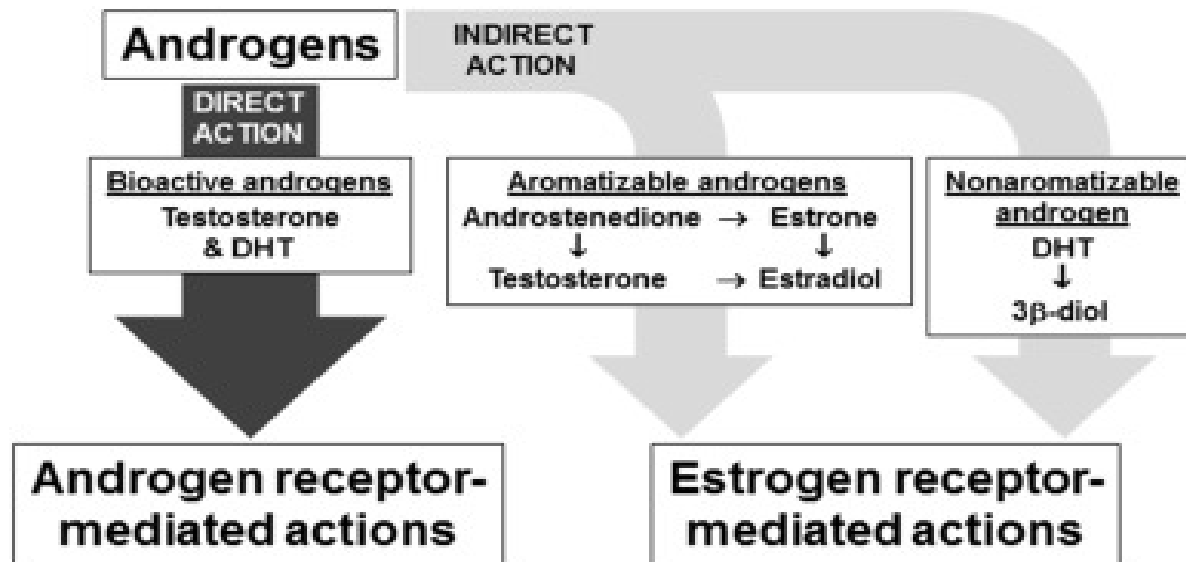 Androgens
INDIRECT
ACTION
DIRECT
ACTION
Bioactive androgens
Testosterone
& DHT
Aromatizable androgens
Androstenedione → Estrone
↓ ↓
Testosterone → Estradiol
Nonaromatizable
androgen
DHT
↓
3β-diol
Androgen receptor-
mediated actions
Estrogen receptor-
mediated actions